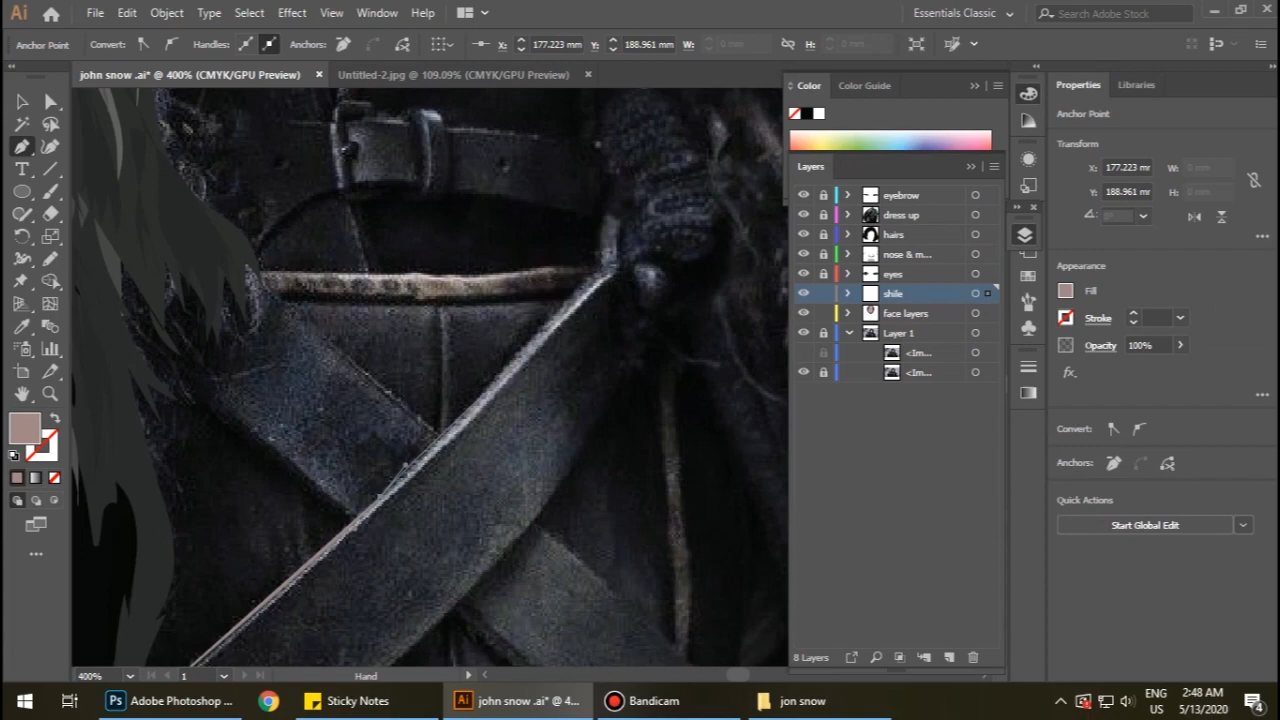 Ai File Edit Object Type Select Effect View Window Help Essentials Classic Search Adobe Stock
Anchor Point Convert: Handles: Anchors: X: 177.223 mm Y: 188.961 mm W: 0 mm H: 0 mm
john snow .ai* @ 400% (CMYK/GPU Preview) × Untitled-2.jpg @ 109.09% (CMYK/GPU Preview) ×
Color Color Guide
Properties Libraries
Anchor Point
Transform
X: 177.223 mm W: 0 mm
Y: 188.961 mm H: 0 mm
Layers
eyebrow
dress up
hairs
nose & m...
eyes
shile
face layers
Layer 1
<Im...
<Im...
Appearance
Fill
Stroke
Opacity 100%
fx.
Convert:
Anchors:
Quick Actions
Start Global Edit
8 Layers
400% 1 Hand
Ps Adobe Photoshop ... Sticky Notes Ai john snow .ai* @ 4... Bandicam jon snow
ENG
US
2:48 AM
5/13/2020
4